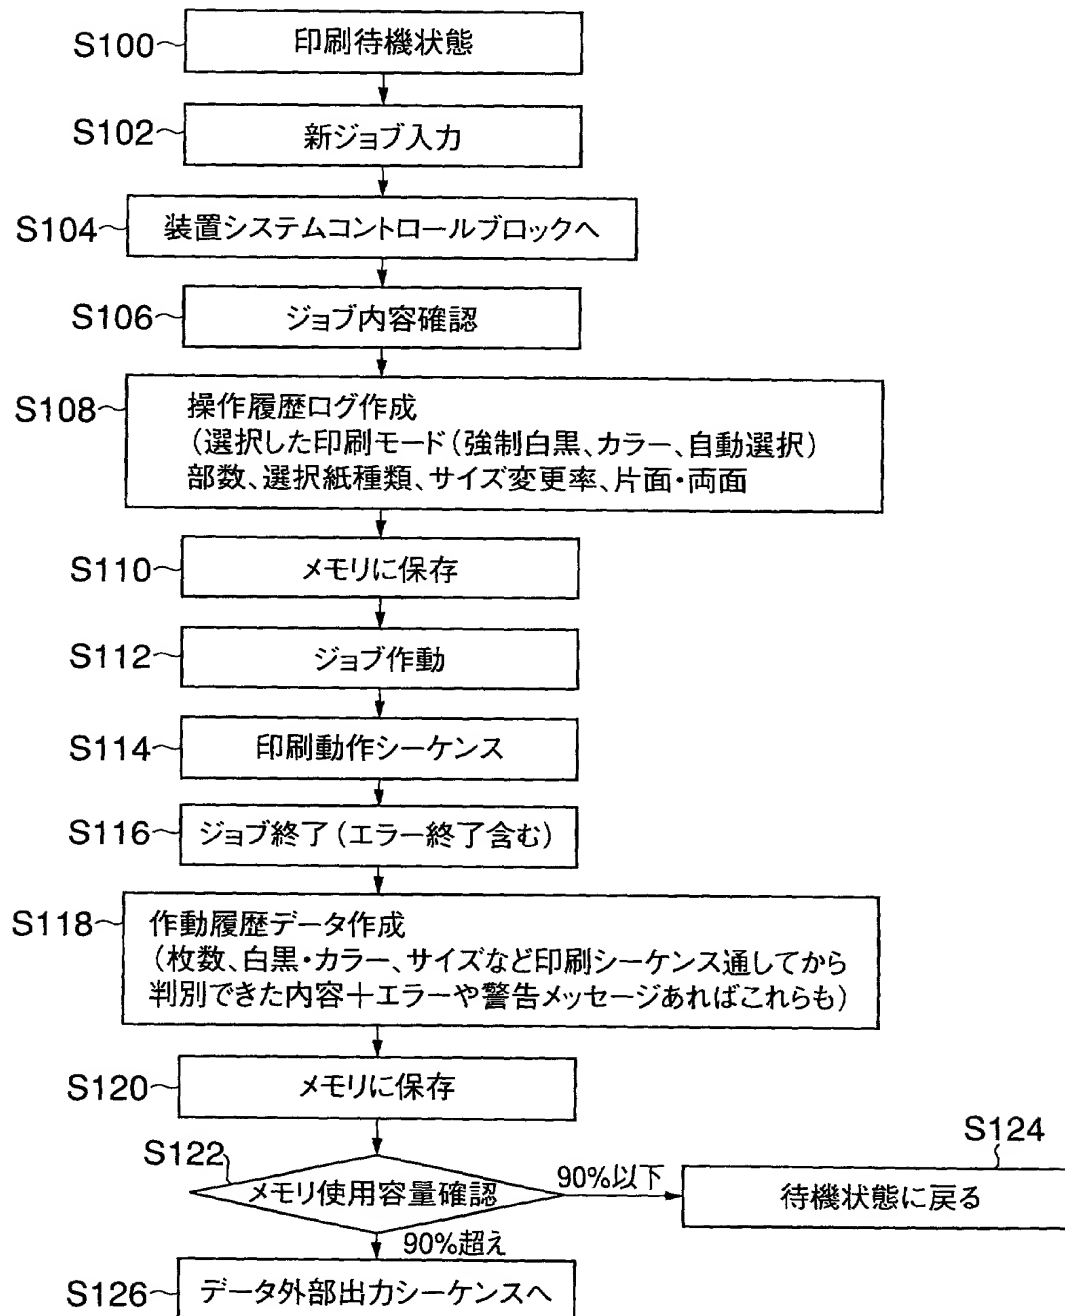 S100
印刷待機状態
S102
新ジョブ入力
S104
装置システムコントロールブロックへ
S106
ジョブ内容確認
S108
操作履歴ログ作成
(選択した印刷モード(強制白黒、カラー、自動選択)
部数、選択紙種類、サイズ変更率、片面・両面
S110
メモリに保存
S112
ジョブ作動
S114
印刷動作シーケンス
S116
ジョブ終了(エラー終了含む)
S118
作動履歴データ作成
(枚数、白黒・カラー、サイズなど印刷シーケンス通してから
判別できた内容+エラーや警告メッセージあればこれらも)
S120
メモリに保存
S122
メモリ使用容量確認
90%以下
S124
待機状態に戻る
90%超え
S126
データ外部出力シーケンスへ